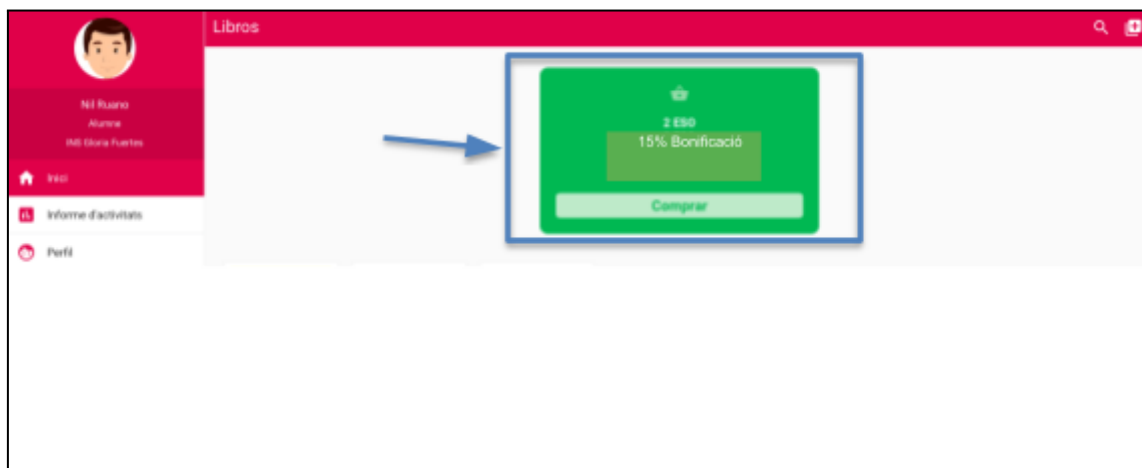 Libros
Nil Ruano
Alumne
INS Gloria Fuertes
Inici
Informe d'activitats
Perfil
2 ESO
15% Bonificació
Comprar